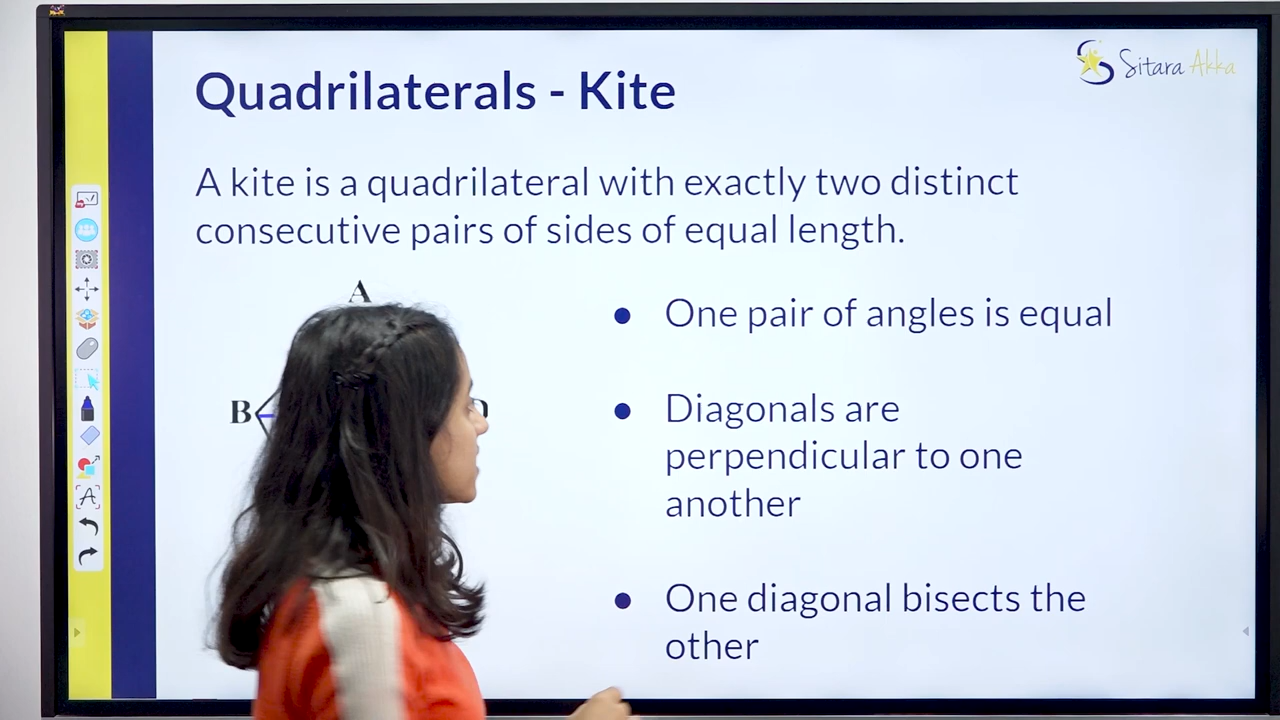 Sitara Akka
Quadrilaterals - Kite
A kite is a quadrilateral with exactly two distinct
consecutive pairs of sides of equal length.
A
B
● One pair of angles is equal
● Diagonals are
perpendicular to one
another
● One diagonal bisects the
other